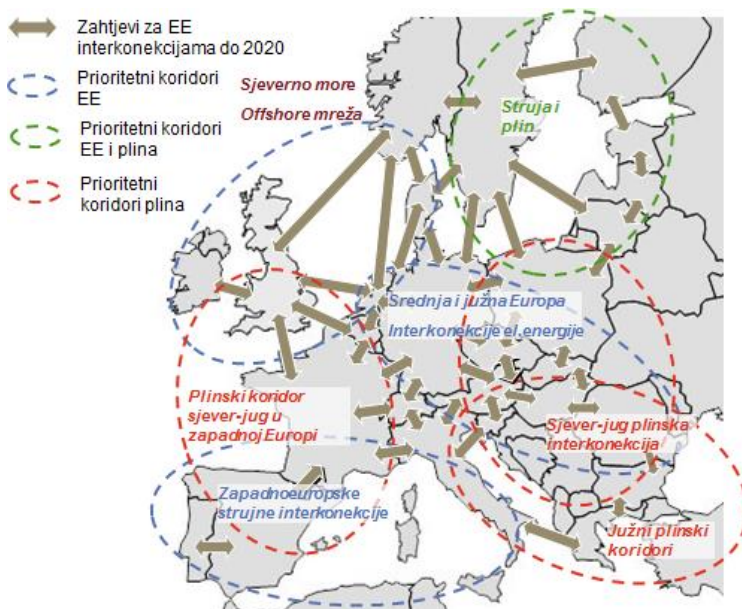 Zahtjevi za EE
interkonekcijama do 2020
Prioritetni koridori
EE
Prioritetni koridori
EE i plina
Prioritetni
koridori plina
Sjeverno more
Offshore mreža
Struja i
plin
Srednja i južna Europa
Interkonekcije el.energije
Plinski koridor
sjever-jug u
zapadnoj Europi
Sjever-jug plinska
interkonekcija
Zapadnoeuropske
strujne interkonekcije
Južni plinski
koridori